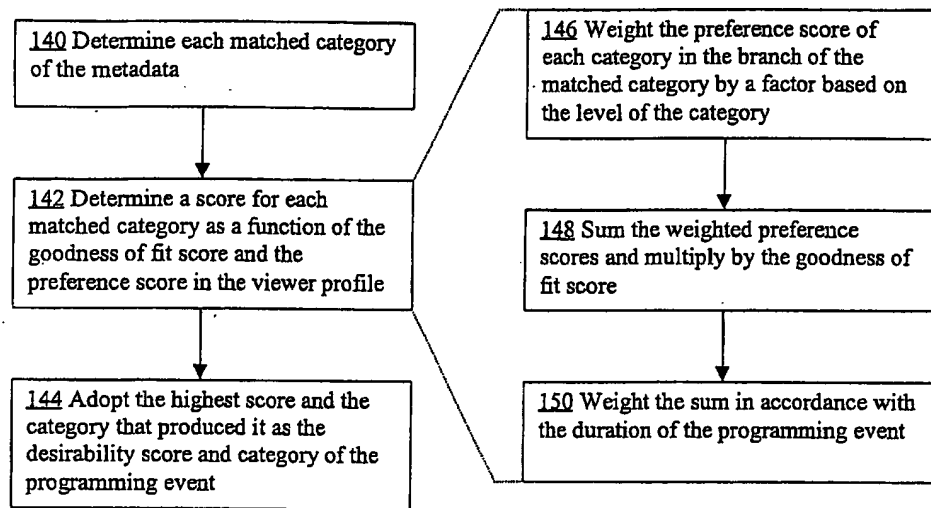 140 Determine each matched category
of the metadata
142 Determine a score for each
matched category as a function of the
goodness of fit score and the
preference score in the viewer profile
144 Adopt the highest score and the
category that produced it as the
desirability score and category of the
programming event
146 Weight the preference score of
each category in the branch of the
matched category by a factor based on
the level of the category
148 Sum the weighted preference
scores and multiply by the goodness of
fit score
150 Weight the sum in accordance with
the duration of the programming event